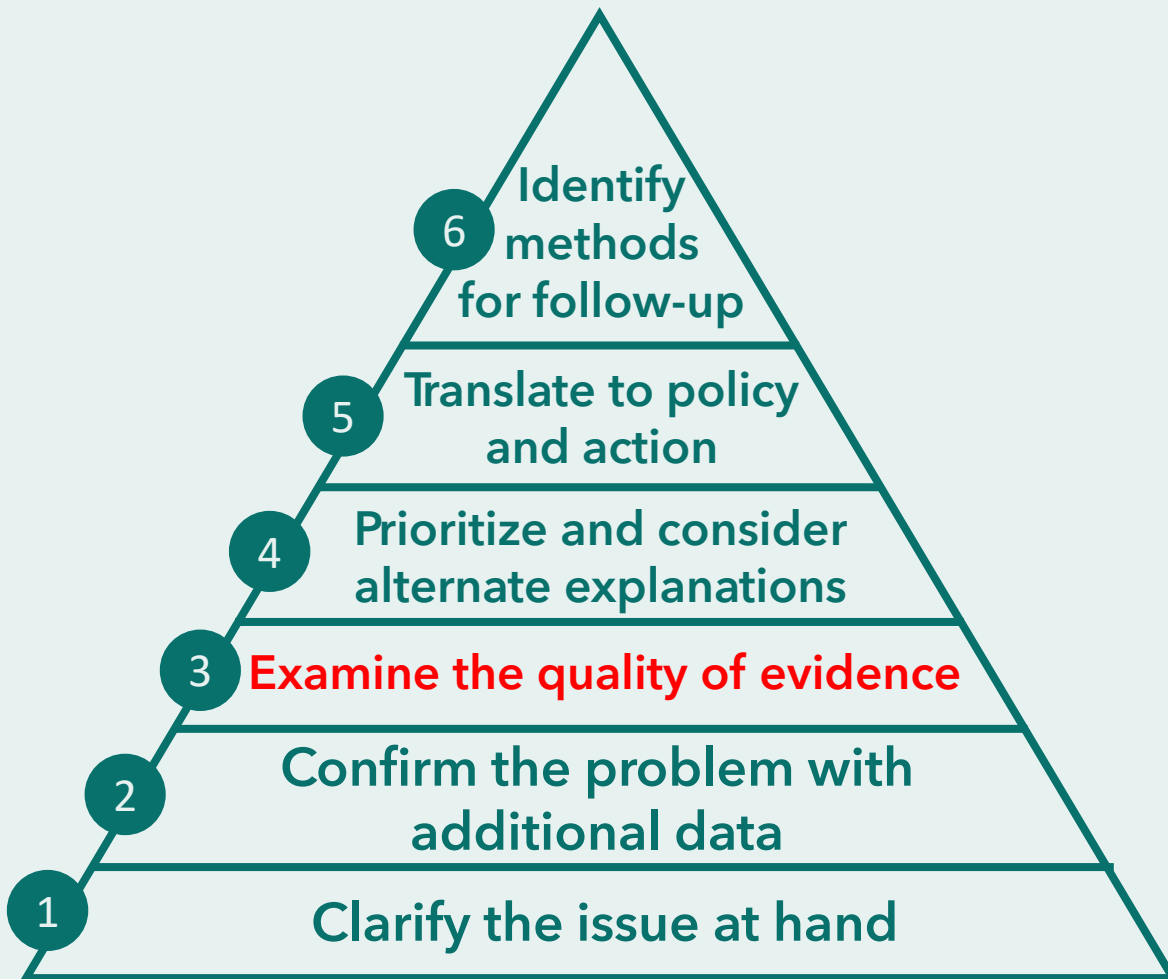 6
Identify
methods
for follow-up
5
Translate to policy
and action
4
Prioritize and consider
alternate explanations
3
Examine the quality of evidence
2
Confirm the problem with
additional data
1
Clarify the issue at hand